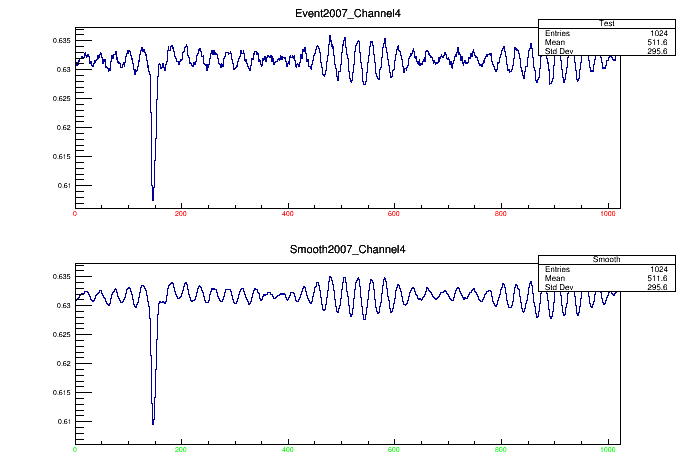 Event2007_Channel4
Test
Entries 1024
Mean 511.6
Std Dev 295.6
0.635
0.63
0.625
0.62
0.615
0.61
0 200 400 600 800 1000
Smooth2007_Channel4
Smooth
Entries 1024
Mean 511.6
Std Dev 295.6
0.635
0.63
0.625
0.62
0.615
0.61
0 200 400 600 800 1000